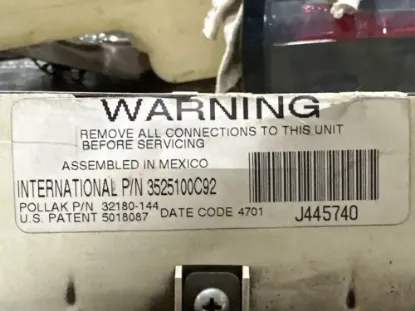 WARNING
REMOVE ALL CONNECTIONS TO THIS UNIT
BEFORE SERVICING
ASSEMBLED IN MEXICO
INTERNATIONAL P/N 3525100C92
POLLAK P/N 32180-144
U.S. PATENT 5018087 DATE CODE 4701
J445740